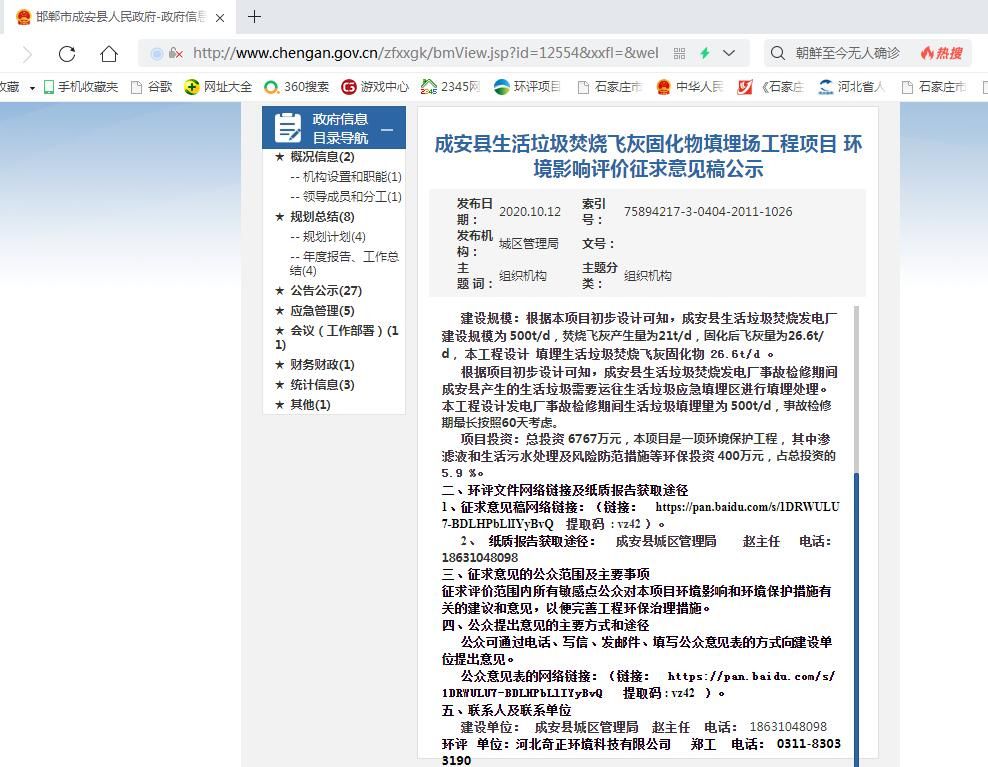 邯郸市成安县人民政府-政府信息
http://www.chengan.gov.cn/zfxxgk/bmView.jsp?id=12554&xxfl=&wel
朝鲜至今无人确诊
热搜
收藏 手机收藏夹 谷歌 网址大全 360搜索 游戏中心 2345网 环评项目 石家庄市 中华人民 《石家庄 河北省人 石家庄市
政府信息
目录导航
★ 概况信息(2)
-- 机构设置和职能(1)
-- 领导成员和分工(1)
★ 规划总结(8)
-- 规划计划(4)
-- 年度报告、工作总
结(4)
★ 公告公示(27)
★ 应急管理(5)
★ 会议（工作部署）(1
1)
★ 财务财政(1)
★ 统计信息(3)
★ 其他(1)
成安县生活垃圾焚烧飞灰固化物填埋场工程项目 环
境影响评价征求意见稿公示
发布日期： 2020.10.12 索引号： 75894217-3-0404-2011-1026
发布机构： 城区管理局 文号：
主题 词： 组织机构 主题分类： 组织机构
建设规模：根据本项目初步设计可知，成安县生活垃圾焚烧发电厂
建设规模为 500t/d，焚烧飞灰产生量为21t/d，固化后飞灰量为26.6t/
d，本工程设计 填埋生活垃圾焚烧飞灰固化物 26.6t/d 。
根据项目初步设计可知，成安县生活垃圾焚烧发电厂事故检修期间
成安县产生的生活垃圾需要运往生活垃圾应急填埋区进行填埋处理。
本工程设计发电厂事故检修期间生活垃圾填埋量为 500t/d，事故检修
期最长按照60天考虑。
项目投资：总投资 6767万元，本项目是一项环境保护工程，其中渗
滤液和生活污水处理及风险防范措施等环保投资 400万元，占总投资的
5.9 %。
二、环评文件网络链接及纸质报告获取途径
1、征求意见稿网络链接：（链接： https://pan.baidu.com/s/1DRWULU
7-BDLHPbLlIYyBvQ 提取码 : vz42 ）。
2、 纸质报告获取途径： 成安县城区管理局 赵主任 电话：
18631048098
三、征求意见的公众范围及主要事项
征求评价范围内所有敏感点公众对本项目环境影响和环境保护措施有
关的建议和意见，以便完善工程环保治理措施。
四、公众提出意见的主要方式和途径
公众可通过电话、写信、发邮件、填写公众意见表的方式向建设单
位提出意见。
公众意见表的网络链接：（链接： https://pan.baidu.com/s/
1DRWULU7-BDLHPbLlIYyBvQ 提取码 : vz42 ）。
五、联系人及联系单位
建设单位： 成安县城区管理局 赵主任 电话： 18631048098
环评 单位：河北奇正环境科技有限公司 郑工 电话： 0311-8303
3190